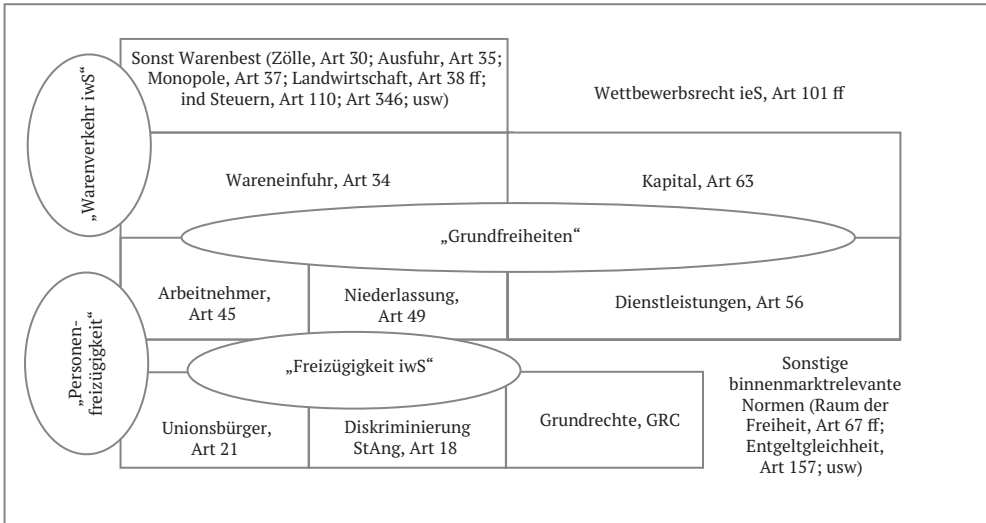 „Warenverkehr iwS“
Sonst Warenbest (Zölle, Art 30; Ausfuhr, Art 35;
Monopole, Art 37; Landwirtschaft, Art 38 ff;
ind Steuern, Art 110; Art 346; usw)
Wettbewerbsrecht ieS, Art 101 ff
Wareneinfuhr, Art 34
Kapital, Art 63
„Grundfreiheiten“
„Personen-
freizügigkeit“
Arbeitnehmer,
Art 45
Niederlassung,
Art 49
Dienstleistungen, Art 56
„Freizügigkeit iwS“
Unionsbürger,
Art 21
Diskriminierung
StAng, Art 18
Grundrechte, GRC
Sonstige
binnenmarktrelevante
Normen (Raum der
Freiheit, Art 67 ff;
Entgeltgleichheit,
Art 157; usw)